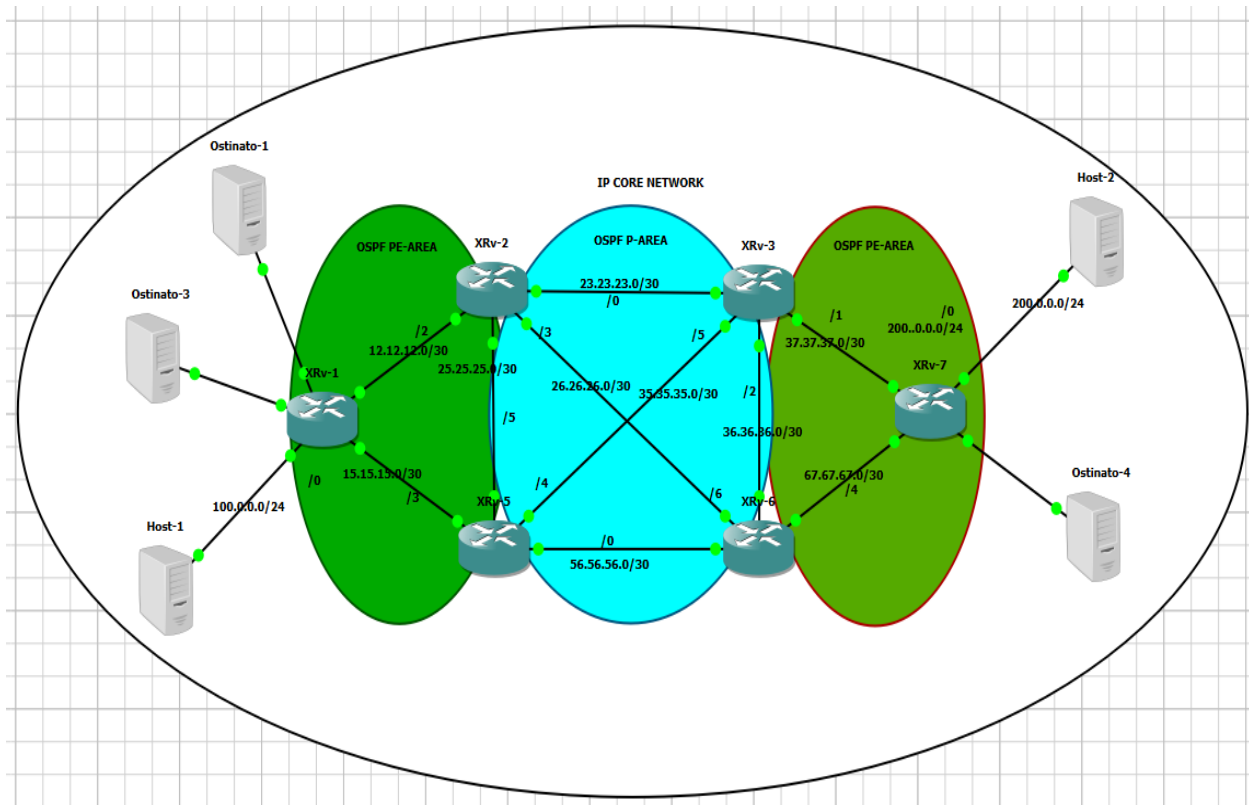 Ostinato-1
IP CORE NETWORK
Host-2
OSPF PE-AREA
XRv-2
OSPF P-AREA
XRv-3
OSPF PE-AREA
Ostinato-3
23.23.23.0/30
/0
200.0.0.0/24
/2
/3
/5
/1
/0
200..0.0.0/24
12.12.12.0/30
37.37.37.0/30
XRv-1
25.25.25.0/30
XRv-7
26.26.26.0/30
35.35.35.0/30
/2
/5
36.36.36.0/30
15.15.15.0/30
67.67.67.0/30
Ostinato-4
/0
/3
/4
/6
/4
100.0.0.0/24
XRv-5
XRv-6
Host-1
/0
56.56.56.0/30